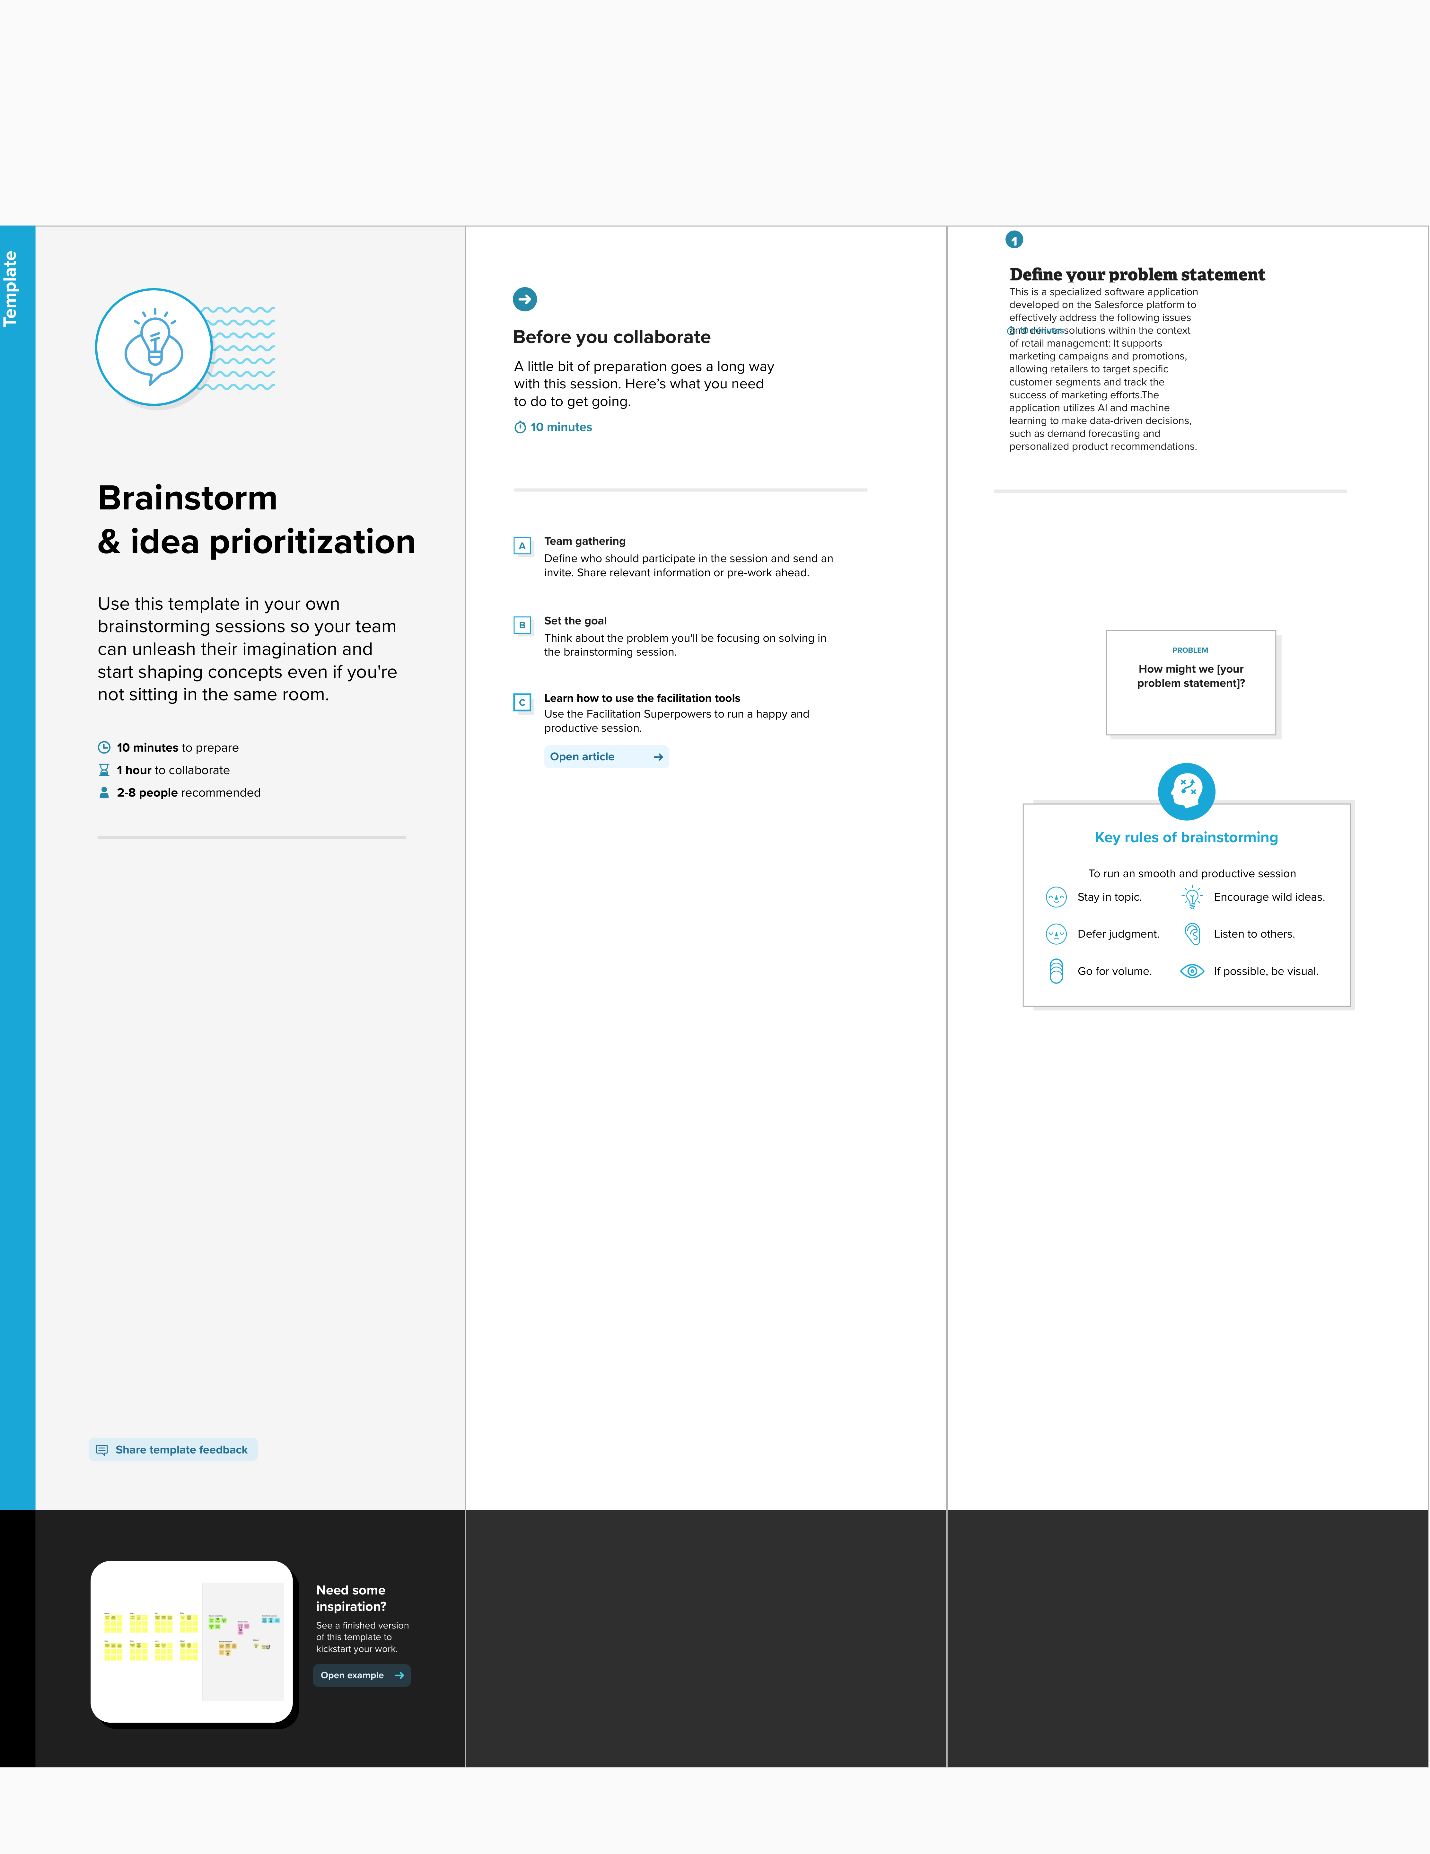 Template
Brainstorm
& idea prioritization
Use this template in your own
brainstorming sessions so your team
can unleash their imagination and
start shaping concepts even if you're
not sitting in the same room.
10 minutes to prepare
1 hour to collaborate
2-8 people recommended
Share template feedback
Need some
inspiration?
See a finished version
of this template to
kickstart your work.
Open example
Before you collaborate
A little bit of preparation goes a long way
with this session. Here's what you need
to do to get going.
10 minutes
A
Team gathering
Define who should participate in the session and send an
invite. Share relevant information or pre-work ahead.
B
Set the goal
Think about the problem you'll be focusing on solving in
the brainstorming session.
C
Learn how to use the facilitation tools
Use the Facilitation Superpowers to run a happy and
productive session.
Open article
1
Define your problem statement
This is a specialized software application
developed on the Salesforce platform to
effectively address the following issues
and deliver solutions within the context
of retail management: It supports
marketing campaigns and promotions,
allowing retailers to target specific
customer segments and track the
success of marketing efforts.The
application utilizes AI and machine
learning to make data-driven decisions,
such as demand forecasting and
personalized product recommendations.
PROBLEM
How might we [your
problem statement]?
Key rules of brainstorming
To run an smooth and productive session
Stay in topic.
Encourage wild ideas.
Defer judgment.
Listen to others.
Go for volume.
If possible, be visual.